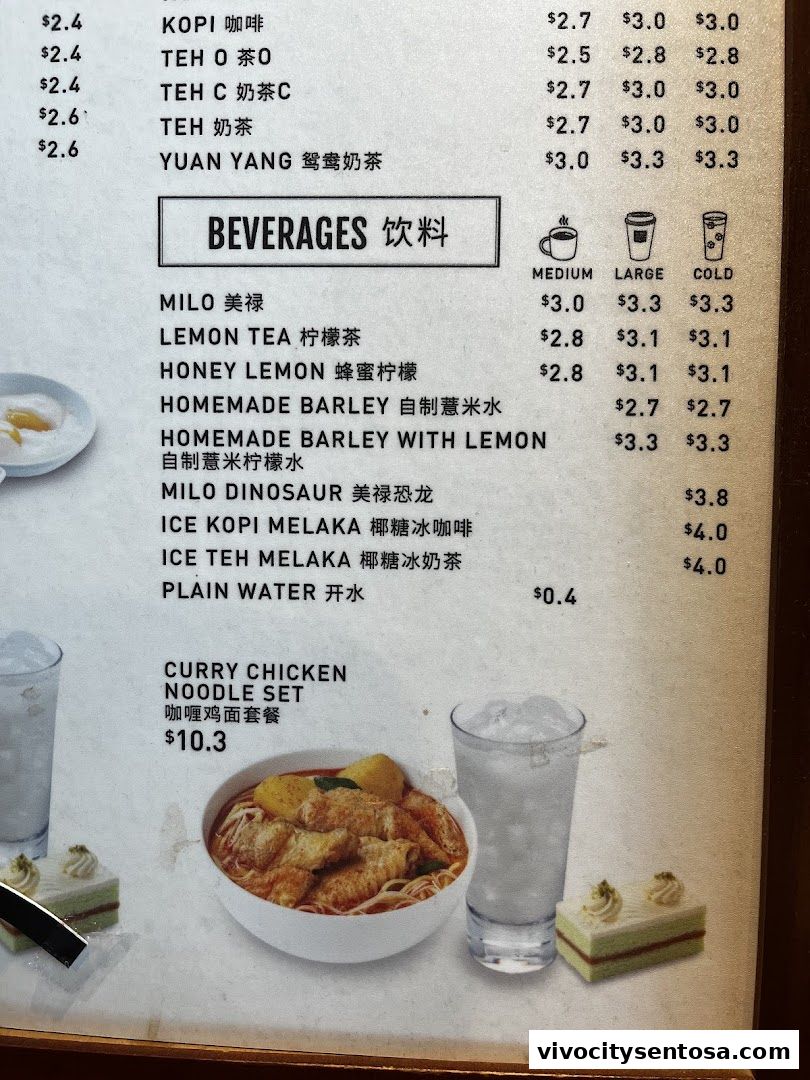 $2.4
$2.4
$2.4
$2.6
$2.6
KOPI 咖啡 $2.7 $3.0 $3.0
TEH O 茶O $2.5 $2.8 $2.8
TEH C 奶茶C $2.7 $3.0 $3.0
TEH 奶茶 $2.7 $3.0 $3.0
YUAN YANG 鸳鸯奶茶 $3.0 $3.3 $3.3
BEVERAGES 饮料
MEDIUM LARGE COLD
MILO 美禄 $3.0 $3.3 $3.3
LEMON TEA 柠檬茶 $2.8 $3.1 $3.1
HONEY LEMON 蜂蜜柠檬 $2.8 $3.1 $3.1
HOMEMADE BARLEY 自制薏米水 $2.7 $2.7
HOMEMADE BARLEY WITH LEMON $3.3 $3.3
自制薏米柠檬水
MILO DINOSAUR 美禄恐龙 $3.8
ICE KOPI MELAKA 椰糖冰咖啡 $4.0
ICE TEH MELAKA 椰糖冰奶茶 $4.0
PLAIN WATER 开水 $0.4
CURRY CHICKEN
NOODLE SET
咖喱鸡面套餐
$10.3
vivocitysentosa.com